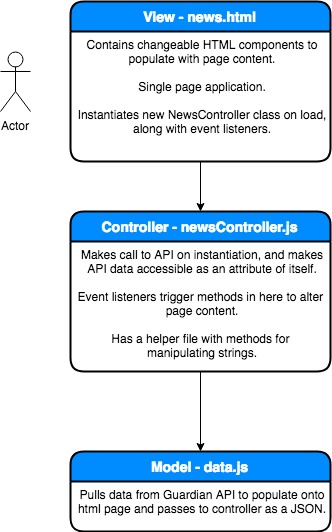 View - news.html
Contains changeable HTML components to
populate with page content.
Single page application.
Instantiates new NewsController class on load,
along with event listeners.
Actor
Controller - newsController.js
Makes call to API on instantiation, and makes
API data accessible as an attribute of itself.
Event listeners trigger methods in here to alter
page content.
Has a helper file with methods for
manipulating strings.
Model - data.js
Pulls data from Guardian API to populate onto
html page and passes to controller as a JSON.